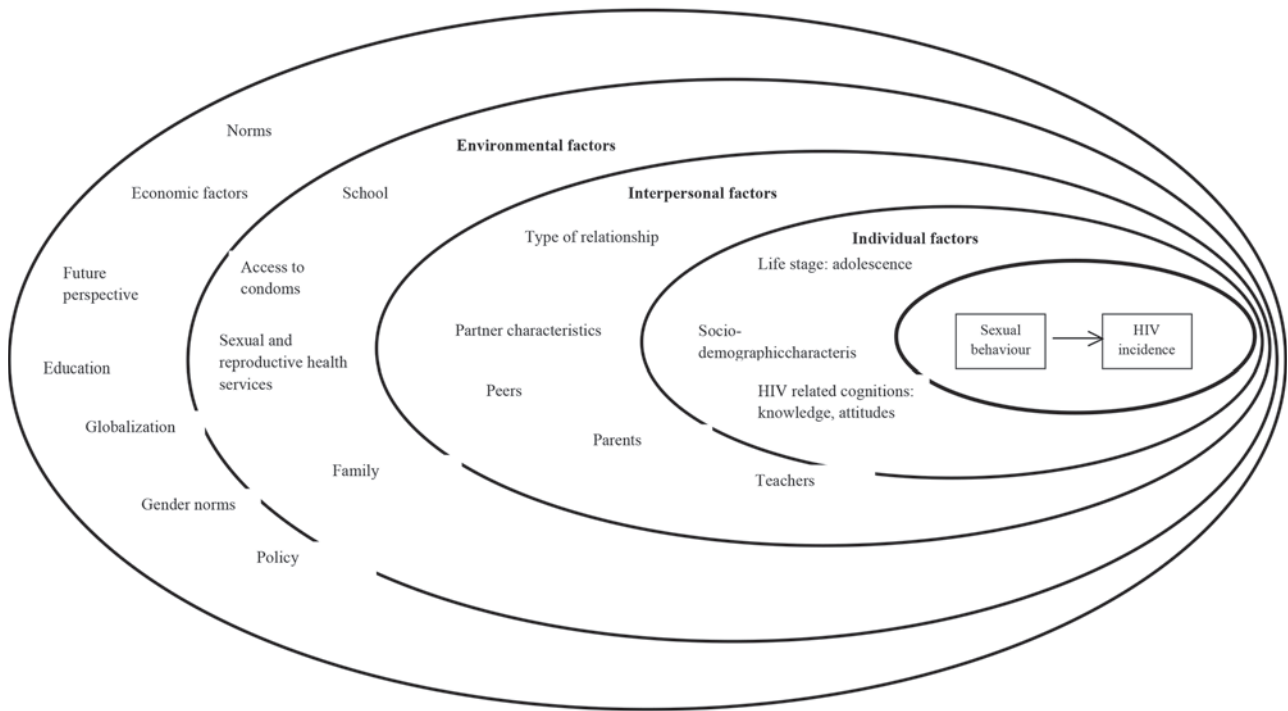 Norms
Economic factors
Future
perspective
Education
Globalization
Gender norms
Policy
Environmental factors
School
Access to
condoms
Sexual and
reproductive health
services
Family
Interpersonal factors
Type of relationship
Partner characteristics
Peers
Parents
Teachers
Individual factors
Life stage: adolescence
Socio-
demographiccharacteris
HIV related cognitions:
knowledge, attitudes
Sexual
behaviour
HIV
incidence